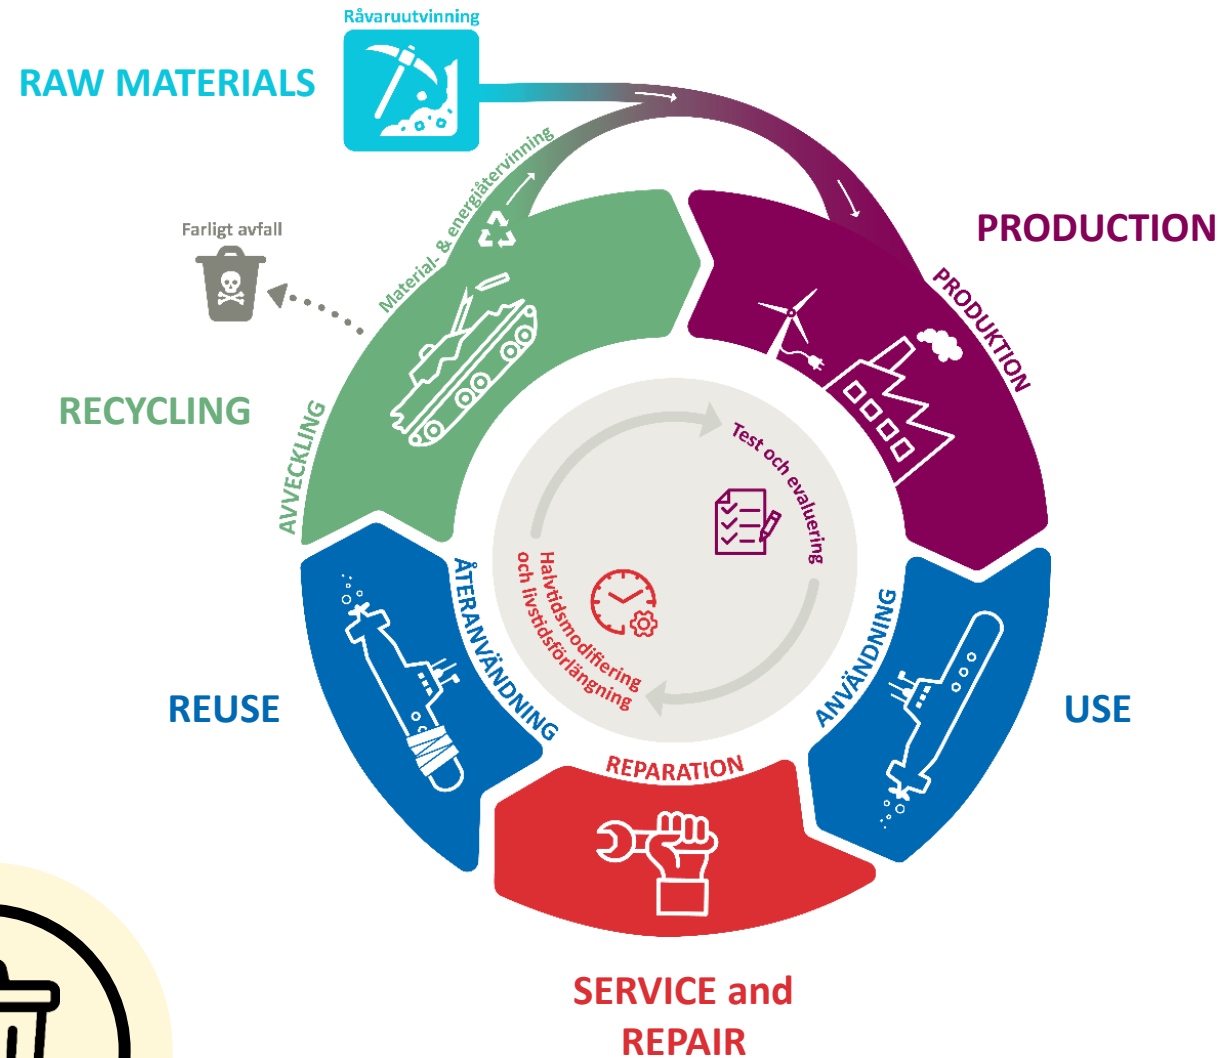 Råvaruutvinning
RAW MATERIALS
Material- & energiåtervinning
Farligt avfall
PRODUCTION
PRODUKTION
RECYCLING
AVVECKLING
Test och evaluering
Halvtidsmodifiering
och livstidsförlängning
ÅTERANVÄNDNING
ANVÄNDNING
REUSE
USE
REPARATION
SERVICE and
REPAIR